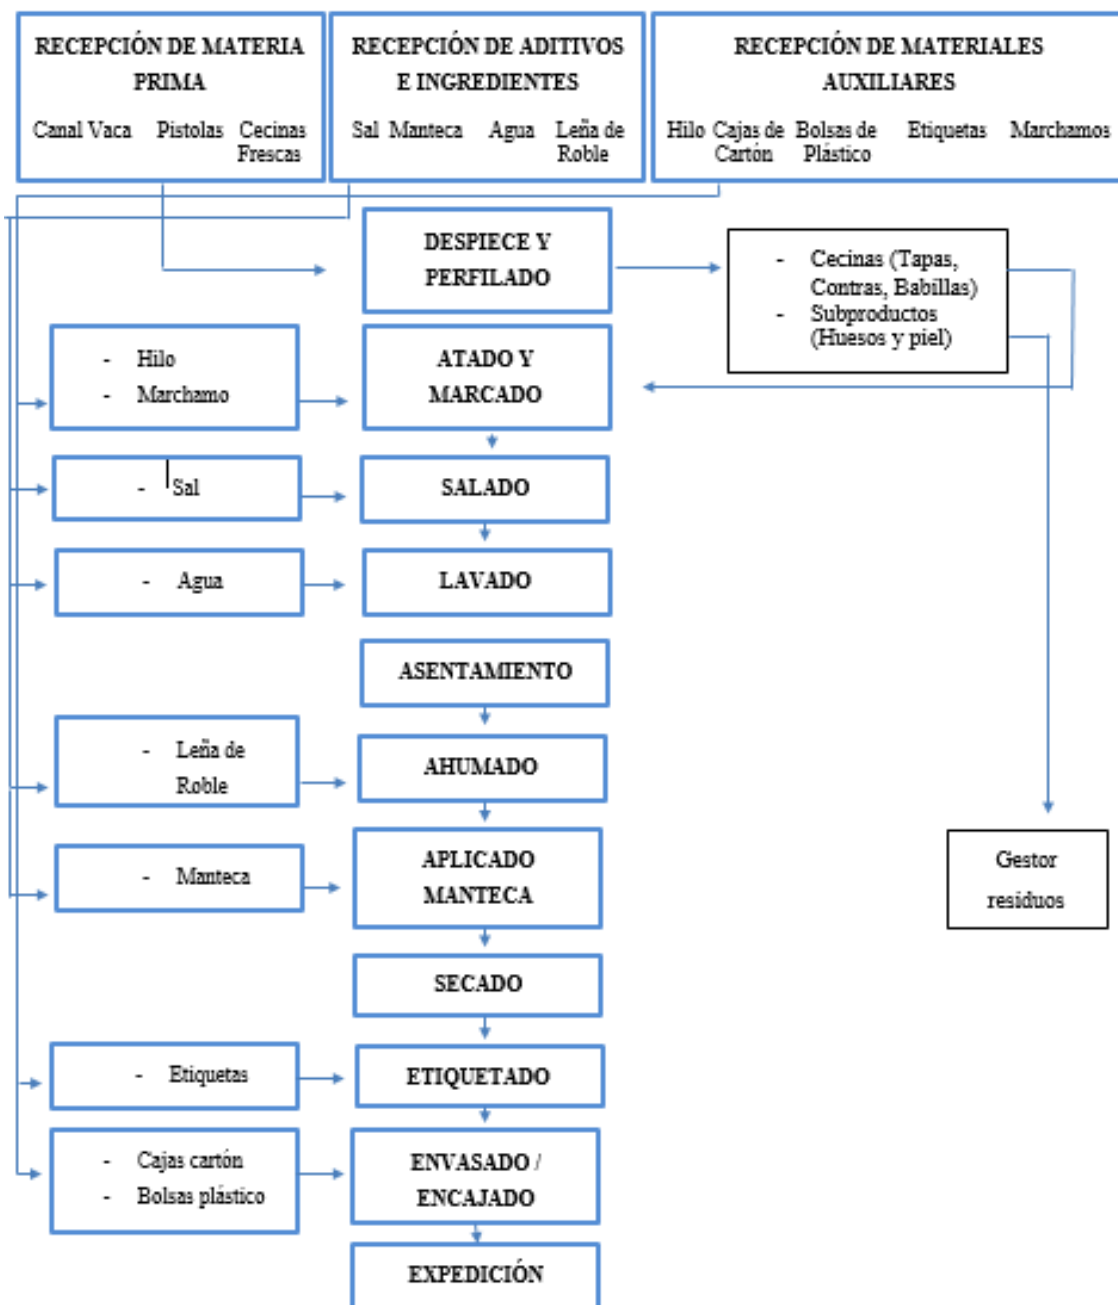 RECEPCIÓN DE MATERIA
PRIMA
Canal Vaca Pistolas Cecinas
Frescas
RECEPCIÓN DE ADITIVOS
E INGREDIENTES
Sal Manteca Agua Leña de
Roble
RECEPCIÓN DE MATERIALES
AUXILIARES
Hilo Cajas de Bolsas de Etiquetas Marchamos
Cartón Plástico
DESPIECE Y
PERFILADO
- Cecinas (Tapas,
Contras, Babillas)
- Subproductos
(Huesos y piel)
- Hilo
- Marchamo
ATADO Y
MARCADO
- Sal
SALADO
- Agua
LAVADO
ASENTAMIENTO
- Leña de
Roble
AHUMADO
- Manteca
APLICADO
MANTECA
Gestor
residuos
SECADO
- Etiquetas
ETIQUETADO
- Cajas cartón
- Bolsas plástico
ENVASADO /
ENCAJADO
EXPEDICIÓN